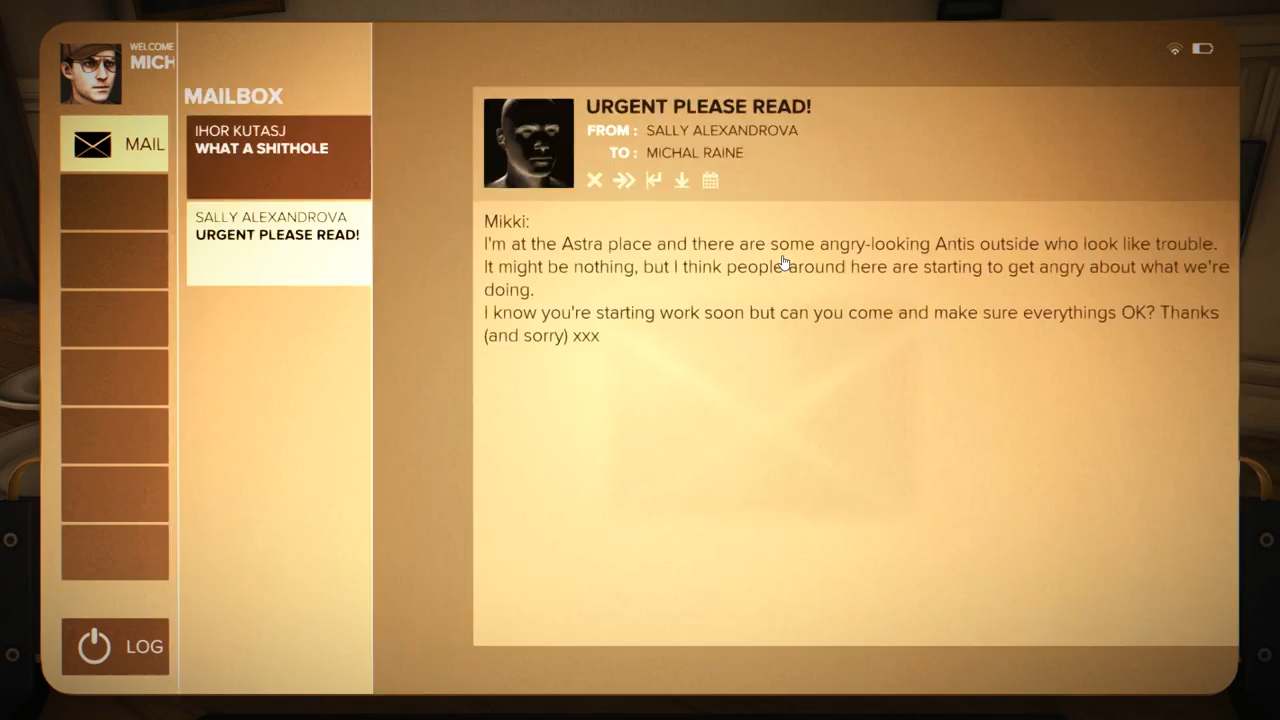 WELCOME
MICH
MAIL
LOG
MAILBOX
IHOR KUTASJ
WHAT A SHITHOLE
SALLY ALEXANDROVA
URGENT PLEASE READ!
URGENT PLEASE READ!
FROM : SALLY ALEXANDROVA
TO : MICHAL RAINE
Mikki:
I'm at the Astra place and there are some angry-looking Antis outside who look like trouble.
It might be nothing, but I think people around here are starting to get angry about what we're
doing.
I know you're starting work soon but can you come and make sure everythings OK? Thanks
(and sorry) xxx